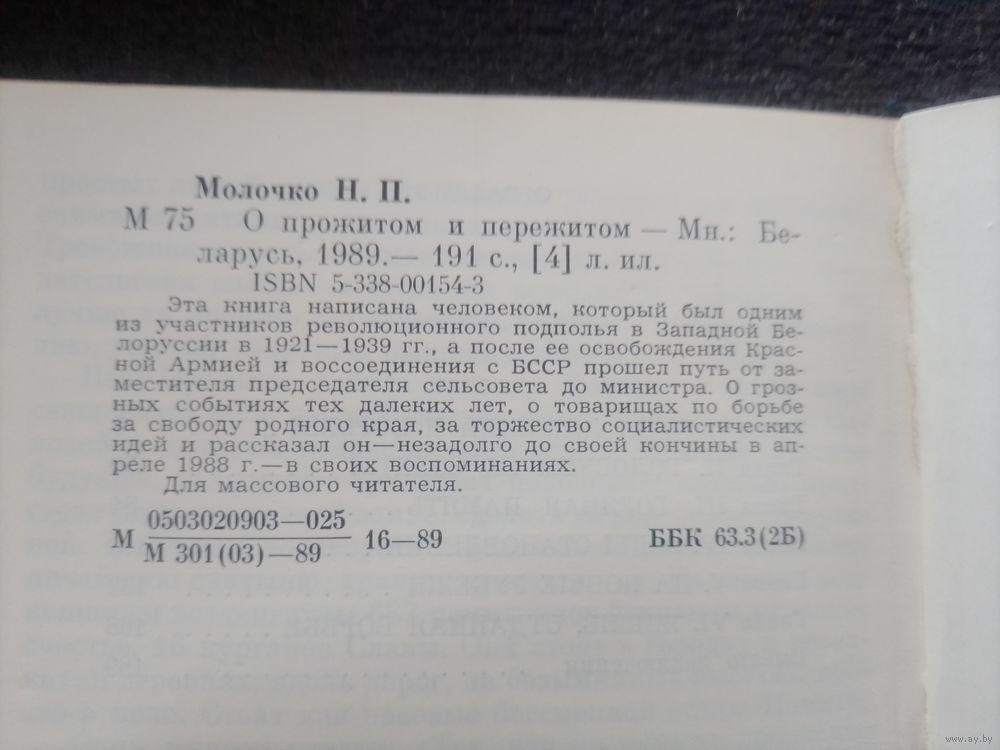 Молочко Н. П.
М 75 О прожитом и пережитом — Мн.: Бе-
ларусь, 1989.— 191 с., [4] л. ил.
ISBN 5-338-00154-3
Эта книга написана человеком, который был одним
из участников революционного подполья в Западной Бе-
лоруссии в 1921—1939 гг., а после ее освобождения Крас-
ной Армией и воссоединения с БССР прошел путь от за-
местителя председателя сельсовета до министра. О гроз-
ных событиях тех далеких лет, о товарищах по борьбе
за свободу родного края, за торжество социалистических
идей и рассказал он—незадолго до своей кончины в ап-
реле 1988 г.—в своих воспоминаниях.
Для массового читателя.
М 0503020903—025 16—89 ББК 63.3(2Б)
М 301(03)—89
www.ay.by